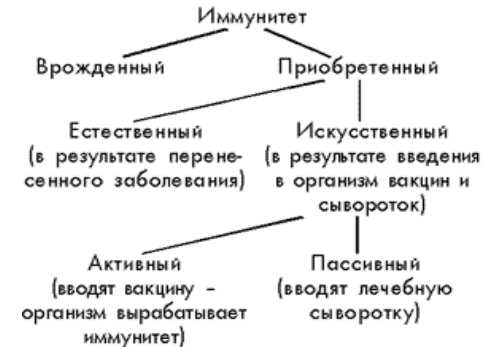 Иммунитет
Врожденный Приобретенный
Естественный
(в результате перене-
сенного заболевания)
Искусственный
(в результате введения
в организм вакцин и
сывороток)
Активный
(вводят вакцину –
организм вырабатывает
иммунитет)
Пассивный
(вводят лечебную
сыворотку)